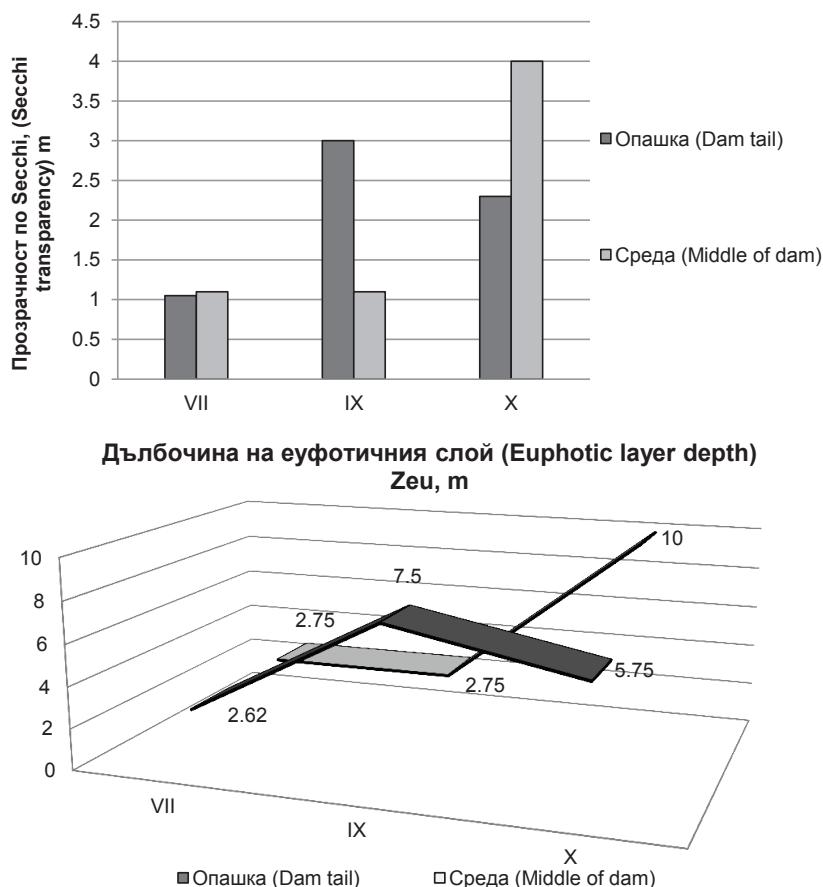 4.5
4
3.5
3
2.5
2
1.5
1
0.5
0
Прозрачност по Secchi, (Secchi
transparency) m
VII IX X
Опашка (Dam tail)
Среда (Middle of dam)
Дълбочина на еуфотичния слой (Euphotic layer depth)
Zeu, m
10
8
6
4
2
0
10
7.5
2.75
5.75
2.75
2.62
VII
IX
X
Опашка (Dam tail) Среда (Middle of dam)